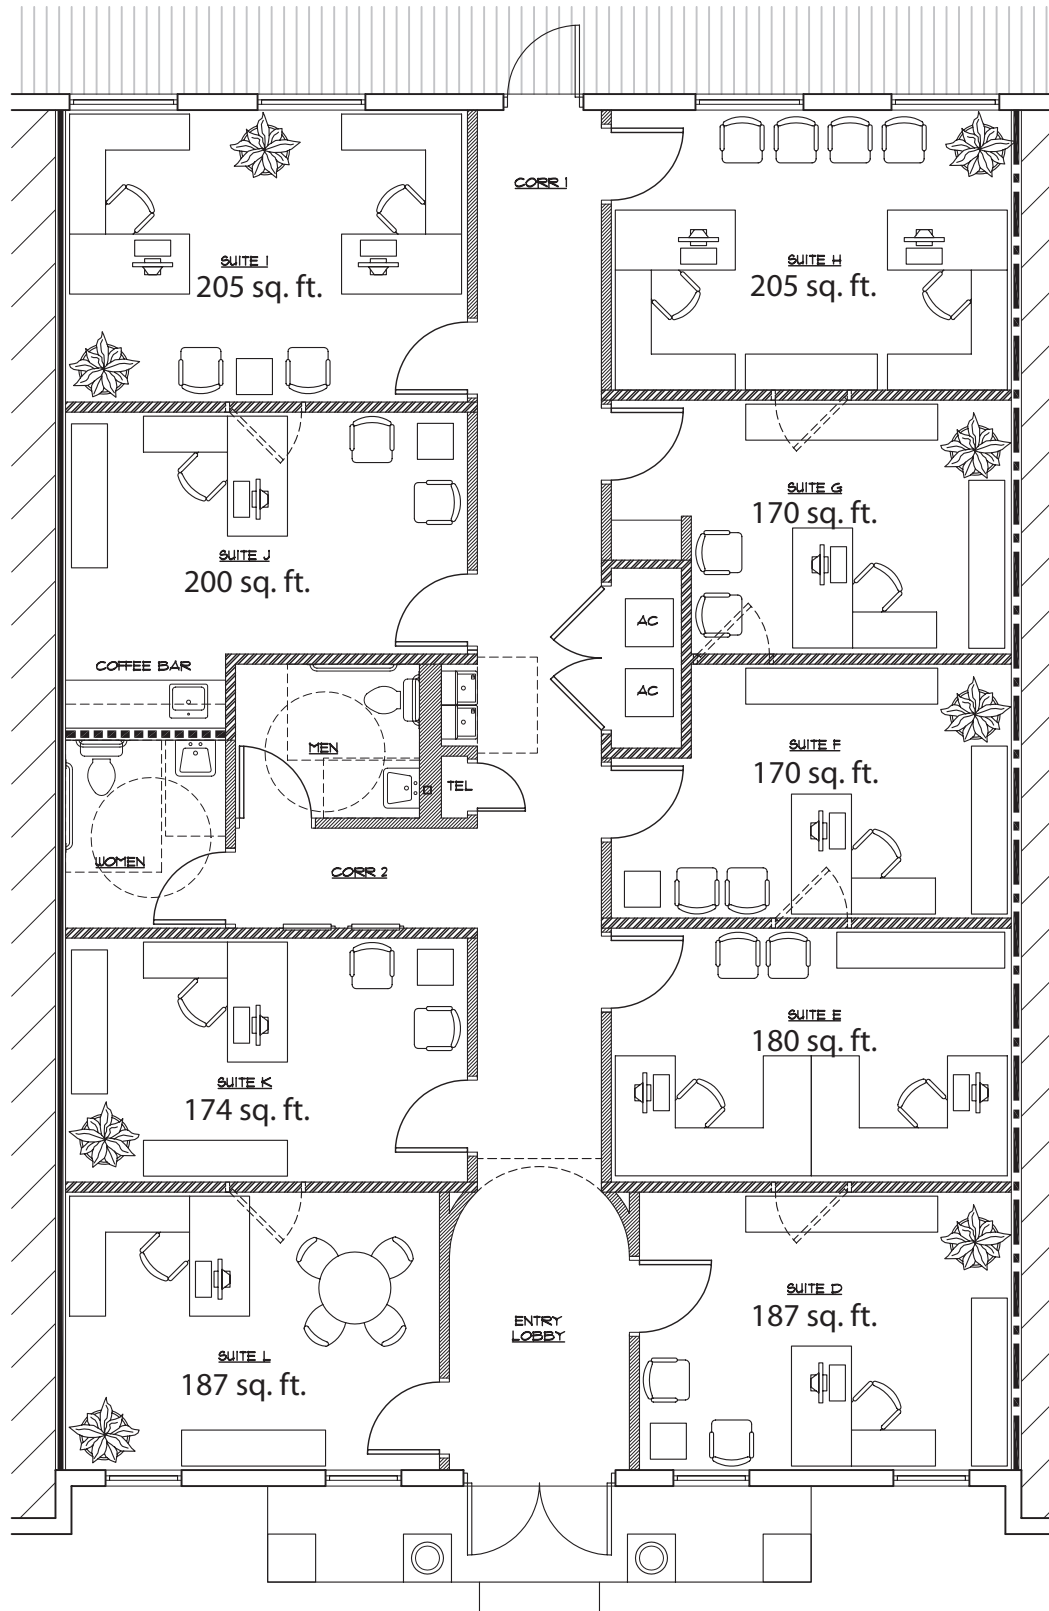 CORR 1
SUITE I
205 sq. ft.
SUITE H
205 sq. ft.
SUITE G
170 sq. ft.
SUITE J
200 sq. ft.
AC
COFFEE BAR
AC
MEN
SUITE F
170 sq. ft.
TEL
WOMEN
CORR 2
SUITE E
180 sq. ft.
SUITE K
174 sq. ft.
SUITE D
187 sq. ft.
ENTRY
LOBBY
SUITE L
187 sq. ft.